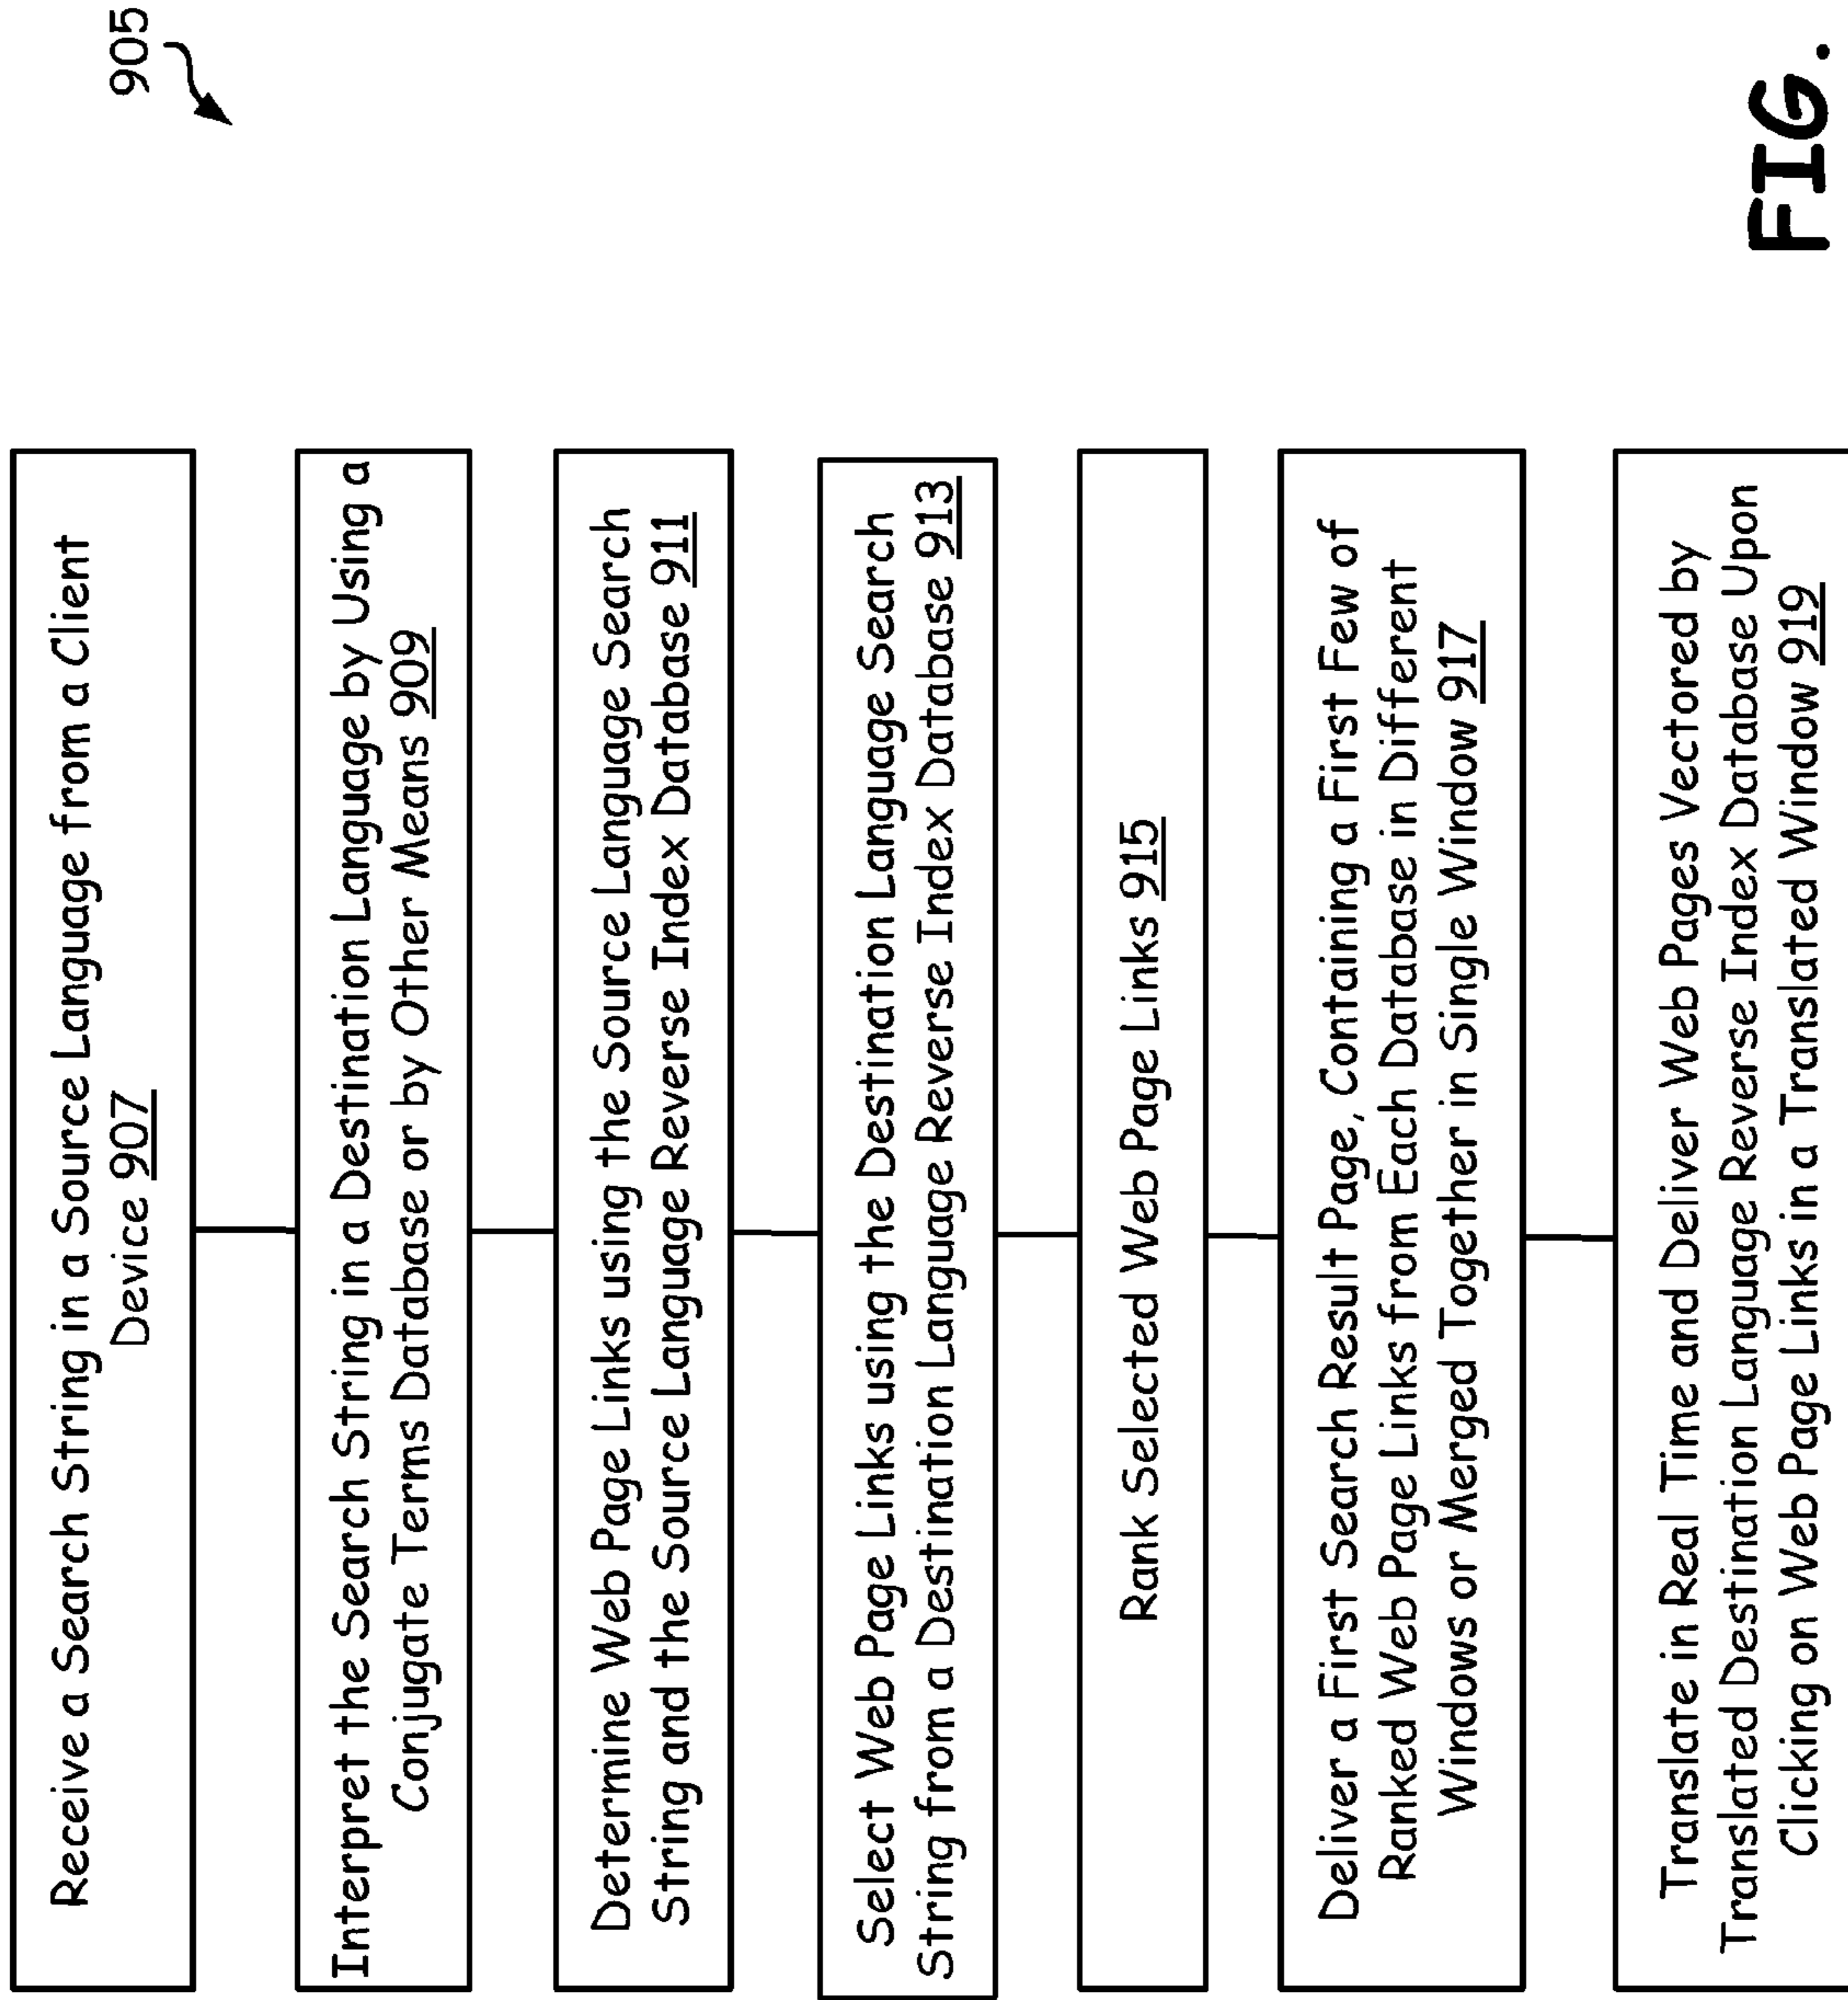 905
Receive a Search String in a Source Language from a Client
Device 907
Interpret the Search String in a Destination Language by Using a
Conjugate Terms Database or by Other Means 909
Determine Web Page Links using the Source Language Search
String and the Source Language Reverse Index Database 911
Select Web Page Links using the Destination Language Search
String from a Destination Language Reverse Index Database 913
Rank Selected Web Page Links 915
Deliver a First Search Result Page, Containing a First Few of
Ranked Web Page Links from Each Database in Different
Windows or Merged Together in Single Window 917
Translate in Real Time and Deliver Web Pages Vectored by
Translated Destination Language Reverse Index Database Upon
Clicking on Web Page Links in a Translated Window 919
FIG.